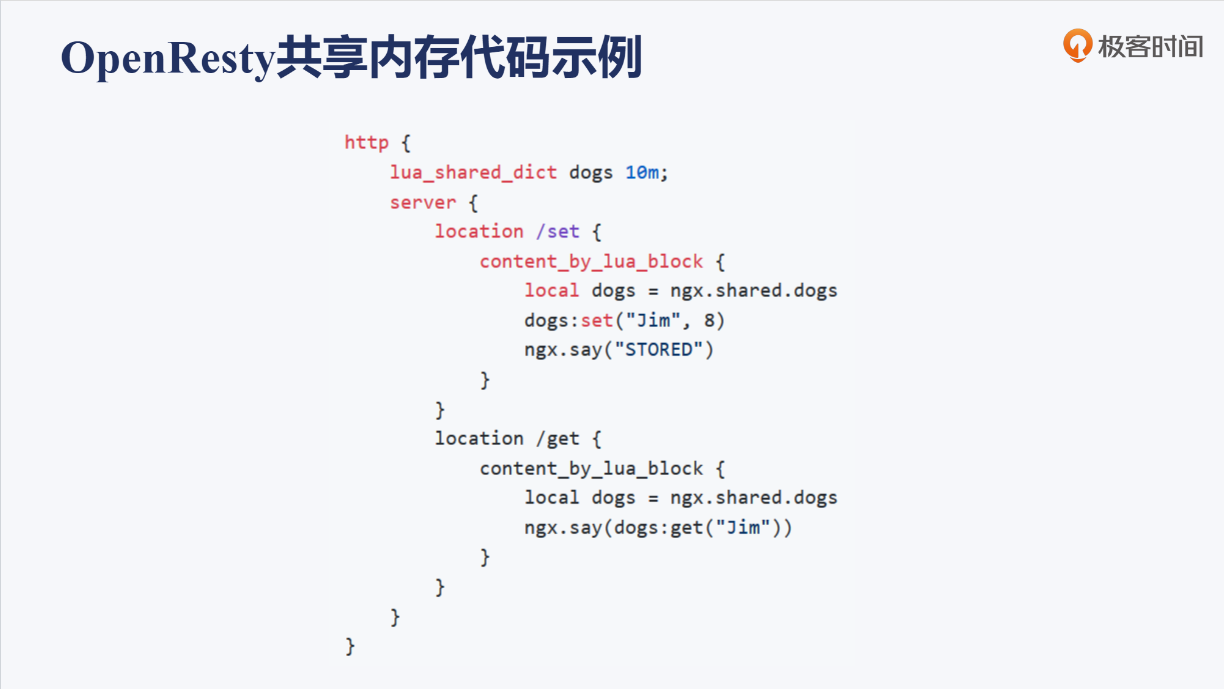 OpenResty共享内存代码示例
极客时间
http {
    lua_shared_dict dogs 10m;
    server {
        location /set {
            content_by_lua_block {
                local dogs = ngx.shared.dogs
                dogs:set("Jim", 8)
                ngx.say("STORED")
            }
        }
        location /get {
            content_by_lua_block {
                local dogs = ngx.shared.dogs
                ngx.say(dogs:get("Jim"))
            }
        }
    }
}